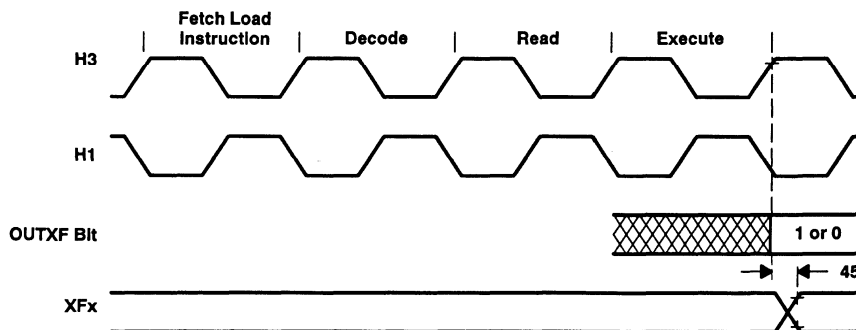 Fetch Load
Instruction
Decode
Read
Execute
H3
H1
OUTXF Bit
1 or 0
45
XFx